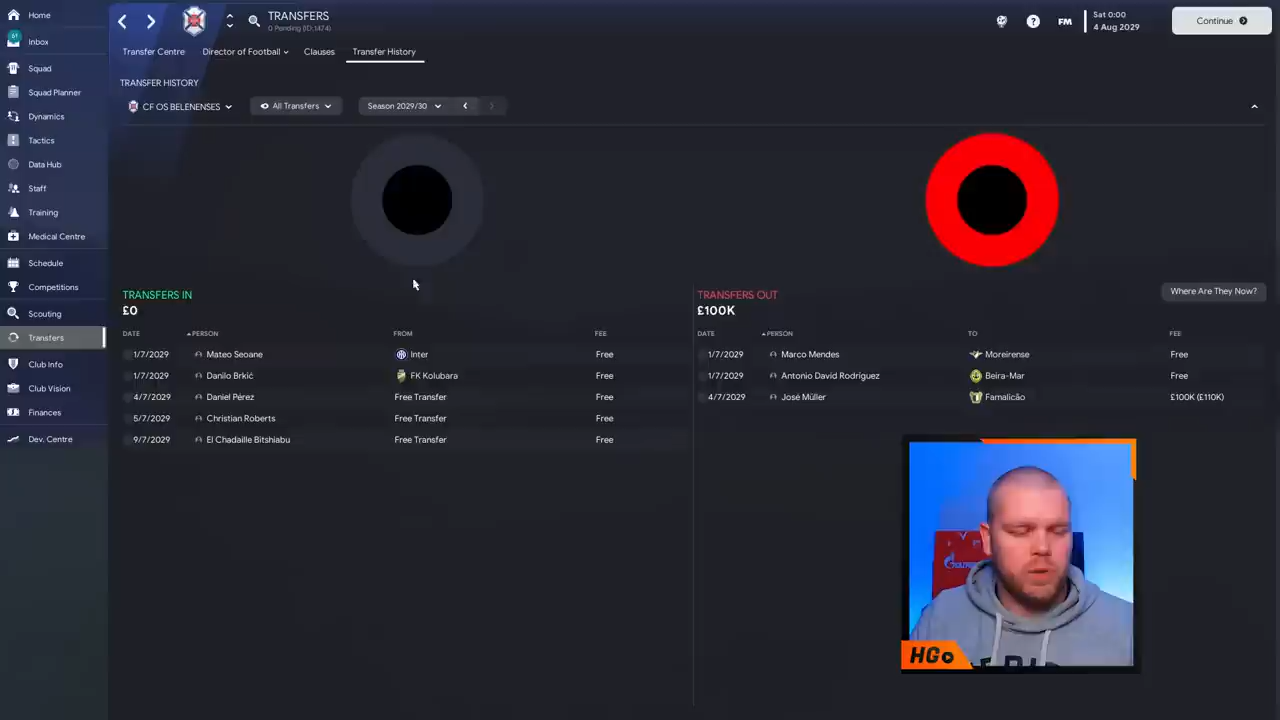 Home
Inbox
Squad
Squad Planner
Dynamics
Tactics
Data Hub
Staff
Training
Medical Centre
Schedule
Competitions
Scouting
Transfers
Club Info
Club Vision
Finances
Dev. Centre
TRANSFERS
0 Pending (ID:1,474)
FM
Sat 0:00
4 Aug 2029
Continue
Transfer Centre
Director of Football
Clauses
Transfer History
TRANSFER HISTORY
CF OS BELENENSES
All Transfers
Season 2029/30
TRANSFERS IN
£0
DATE PERSON FROM FEE
1/7/2029 Mateo Seoane Inter Free
1/7/2029 Danilo Brkić FK Kolubara Free
4/7/2029 Daniel Pérez Free Transfer Free
5/7/2029 Christian Roberts Free Transfer Free
9/7/2029 El Chadaille Bitshiabu Free Transfer Free
TRANSFERS OUT
£100K
Where Are They Now?
DATE PERSON TO FEE
1/7/2029 Marco Mendes Moreirense Free
1/7/2029 Antonio David Rodríguez Beira-Mar Free
4/7/2029 José Müller Famalicão £100K (£110K)
HGo